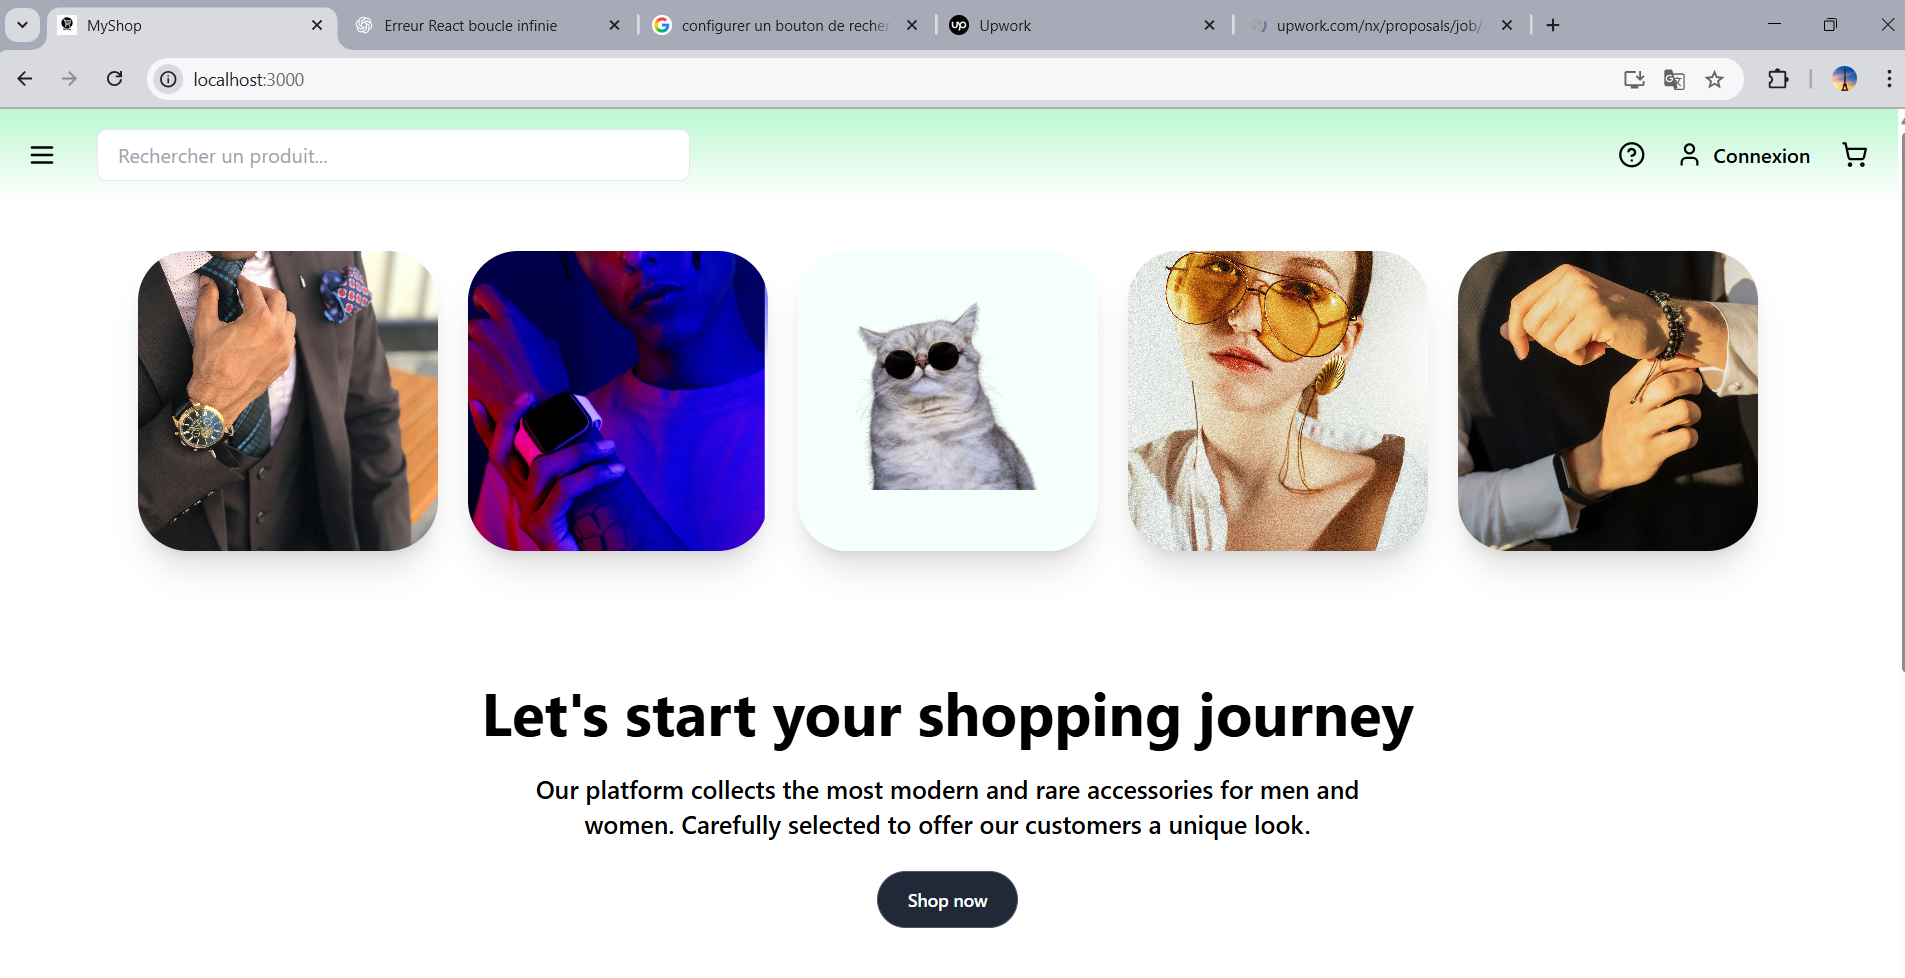 MyShop
Erreur React boucle infinie
configurer un bouton de recher
Upwork
upwork.com/nx/proposals/job/
localhost:3000
Rechercher un produit...
Connexion
Let's start your shopping journey
Our platform collects the most modern and rare accessories for men and
women. Carefully selected to offer our customers a unique look.
Shop now